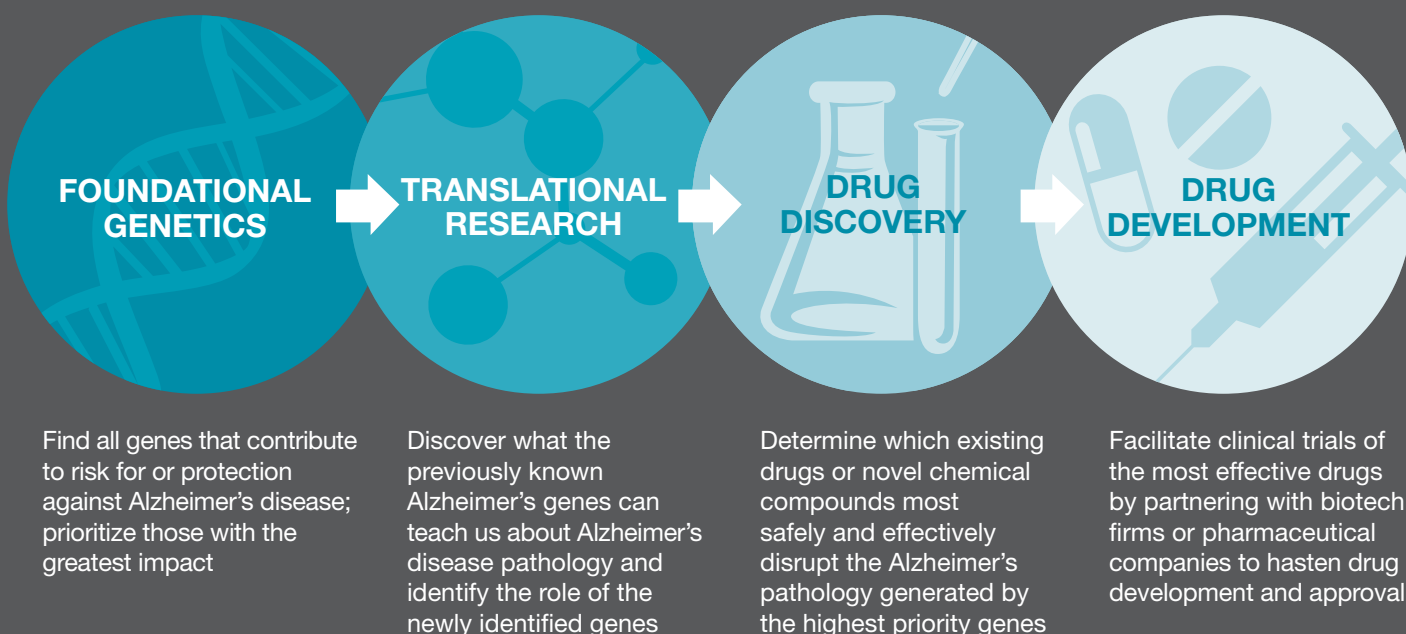 FOUNDATIONAL
GENETICS
TRANSLATIONAL
RESEARCH
DRUG
DISCOVERY
DRUG
DEVELOPMENT
Find all genes that contribute
to risk for or protection
against Alzheimer’s disease;
prioritize those with the
greatest impact
Discover what the
previously known
Alzheimer’s genes can
teach us about Alzheimer’s
disease pathology and
identify the role of the
newly identified genes
Determine which existing
drugs or novel chemical
compounds most
safely and effectively
disrupt the Alzheimer’s
pathology generated by
the highest priority genes
Facilitate clinical trials of
the most effective drugs
by partnering with biotech
firms or pharmaceutical
companies to hasten drug
development and approval